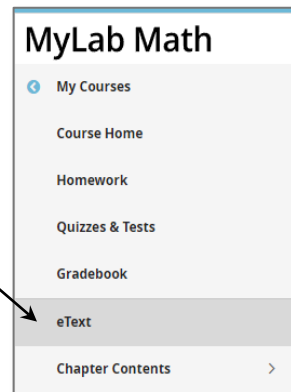 MyLab Math
My Courses
Course Home
Homework
Quizzes & Tests
Gradebook
eText
Chapter Contents